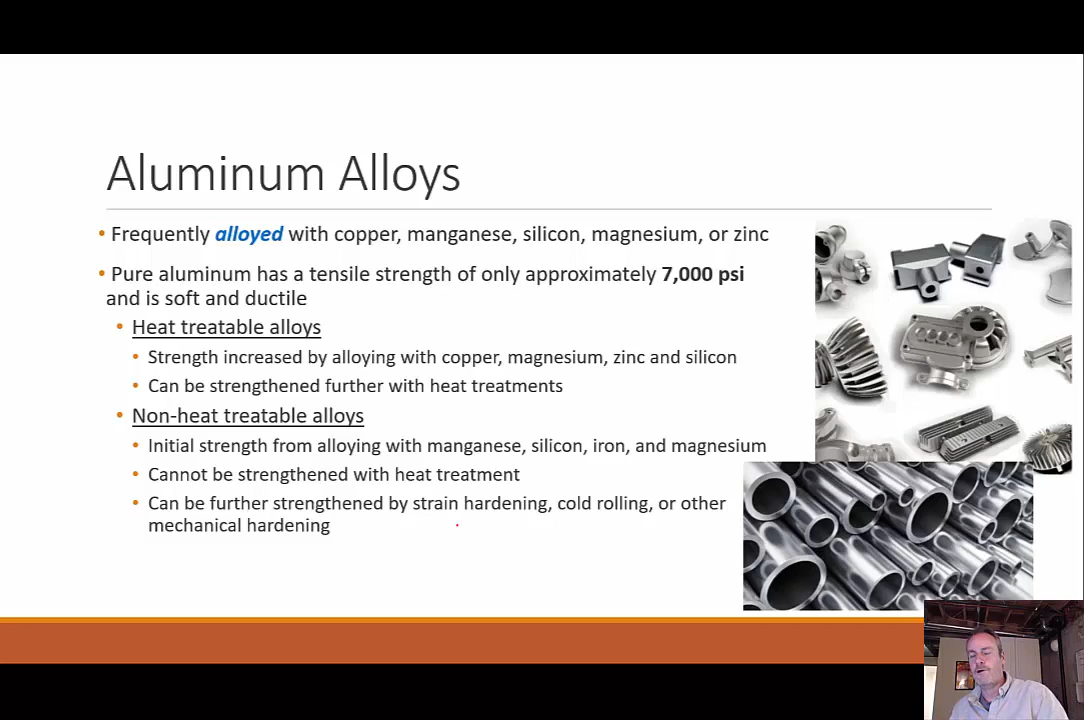 Aluminum Alloys
• Frequently alloyed with copper, manganese, silicon, magnesium, or zinc
• Pure aluminum has a tensile strength of only approximately 7,000 psi
and is soft and ductile
• Heat treatable alloys
• Strength increased by alloying with copper, magnesium, zinc and silicon
• Can be strengthened further with heat treatments
• Non-heat treatable alloys
• Initial strength from alloying with manganese, silicon, iron, and magnesium
• Cannot be strengthened with heat treatment
• Can be further strengthened by strain hardening, cold rolling, or other
mechanical hardening